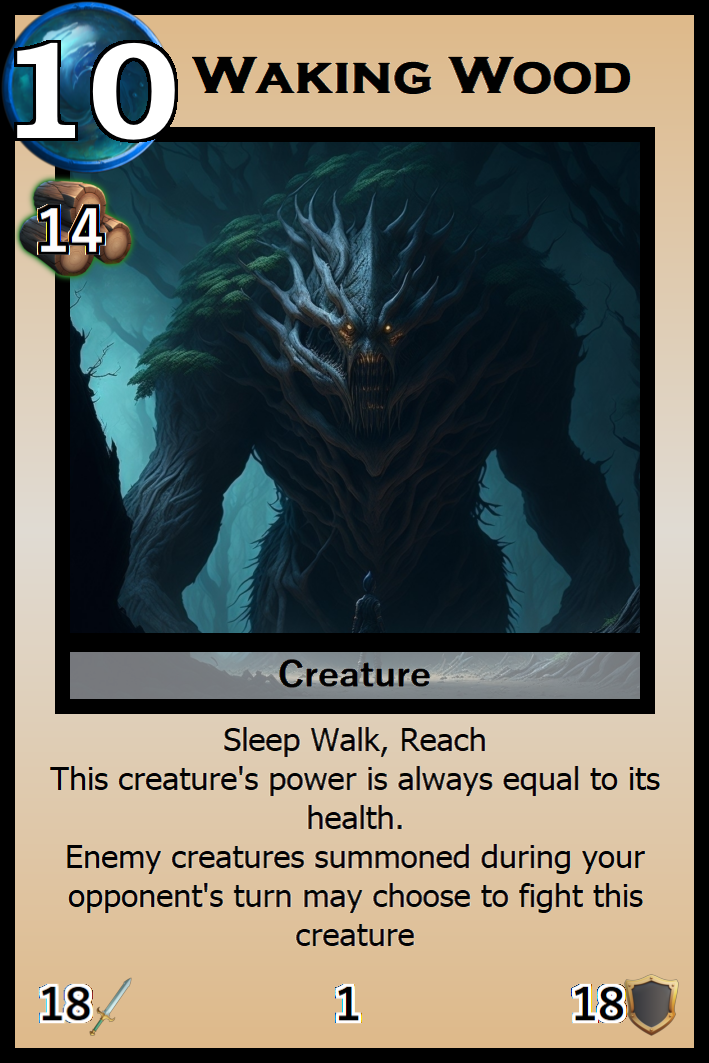 10
Waking Wood
14
Creature
Sleep Walk, Reach
This creature's power is always equal to its
health.
Enemy creatures summoned during your
opponent's turn may choose to fight this
creature
18 1 18